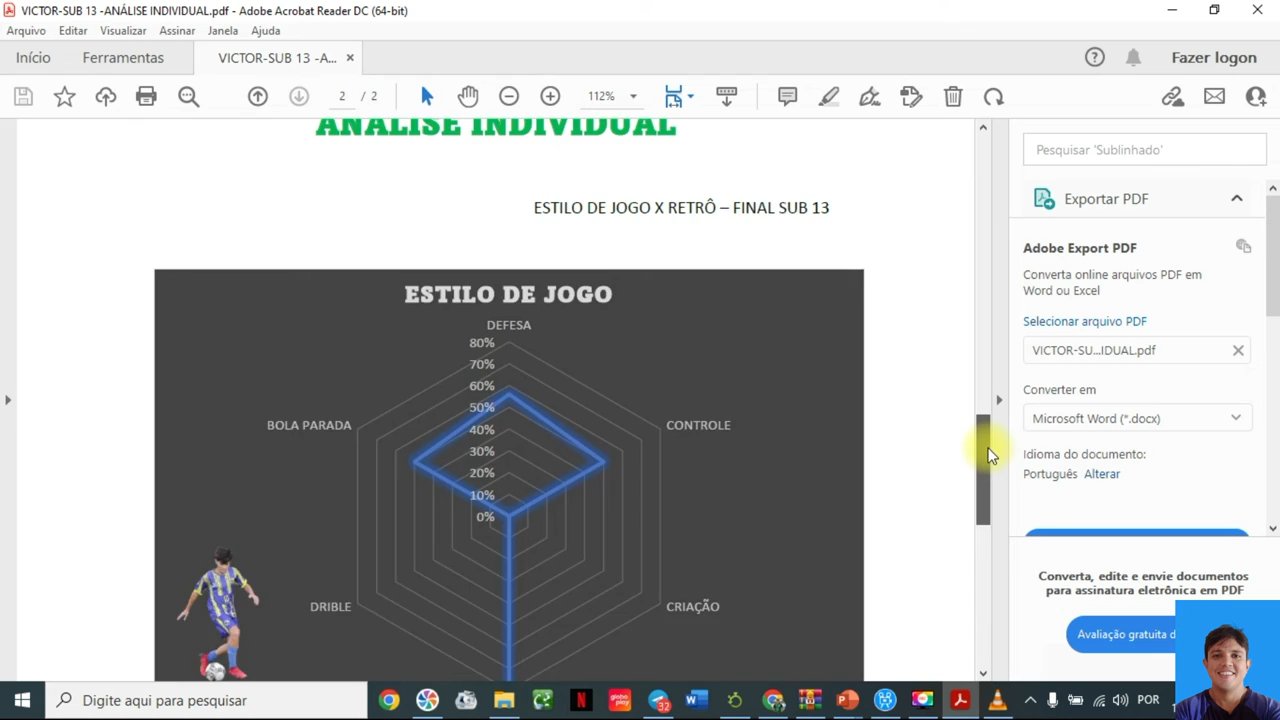 VICTOR-SUB 13 -ANÁLISE INDIVIDUAL.pdf - Adobe Acrobat Reader DC (64-bit)
Arquivo Editar Visualizar Assinar Janela Ajuda
Início Ferramentas VICTOR-SUB 13 -A... × Fazer logon
2 / 2 112%
ANÁLISE INDIVIDUAL
ESTILO DE JOGO X RETRÔ – FINAL SUB 13
ESTILO DE JOGO
DEFESA
80%
70%
60%
50%
40%
30%
20%
10%
0%
BOLA PARADA
CONTROLE
DRIBLE
CRIAÇÃO
Pesquisar 'Sublinhado'
Exportar PDF
Adobe Export PDF
Converta online arquivos PDF em
Word ou Excel
Selecionar arquivo PDF
VICTOR-SU...IDUAL.pdf
Converter em
Microsoft Word (*.docx)
Idioma do documento:
Português Alterar
Converta, edite e envie documentos
para assinatura eletrônica em PDF
Avaliação gratuita d
Digite aqui para pesquisar
globo
play
32
POR